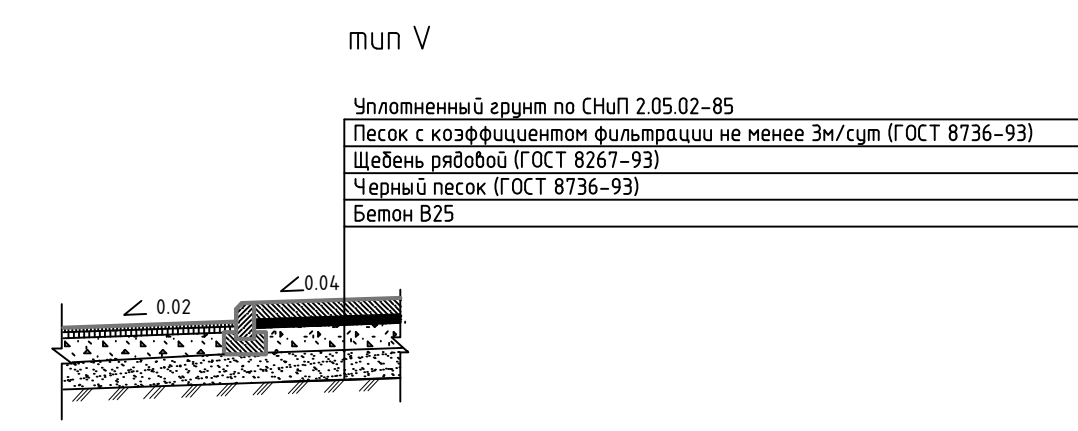 тип V
Уплотненный грунт по СНиП 2.05.02-85
Песок с коэффициентом фильтрации не менее 3м/сут (ГОСТ 8736-93)
Щебень рядовой (ГОСТ 8267-93)
Черный песок (ГОСТ 8736-93)
Бетон В25
0.04
0.02